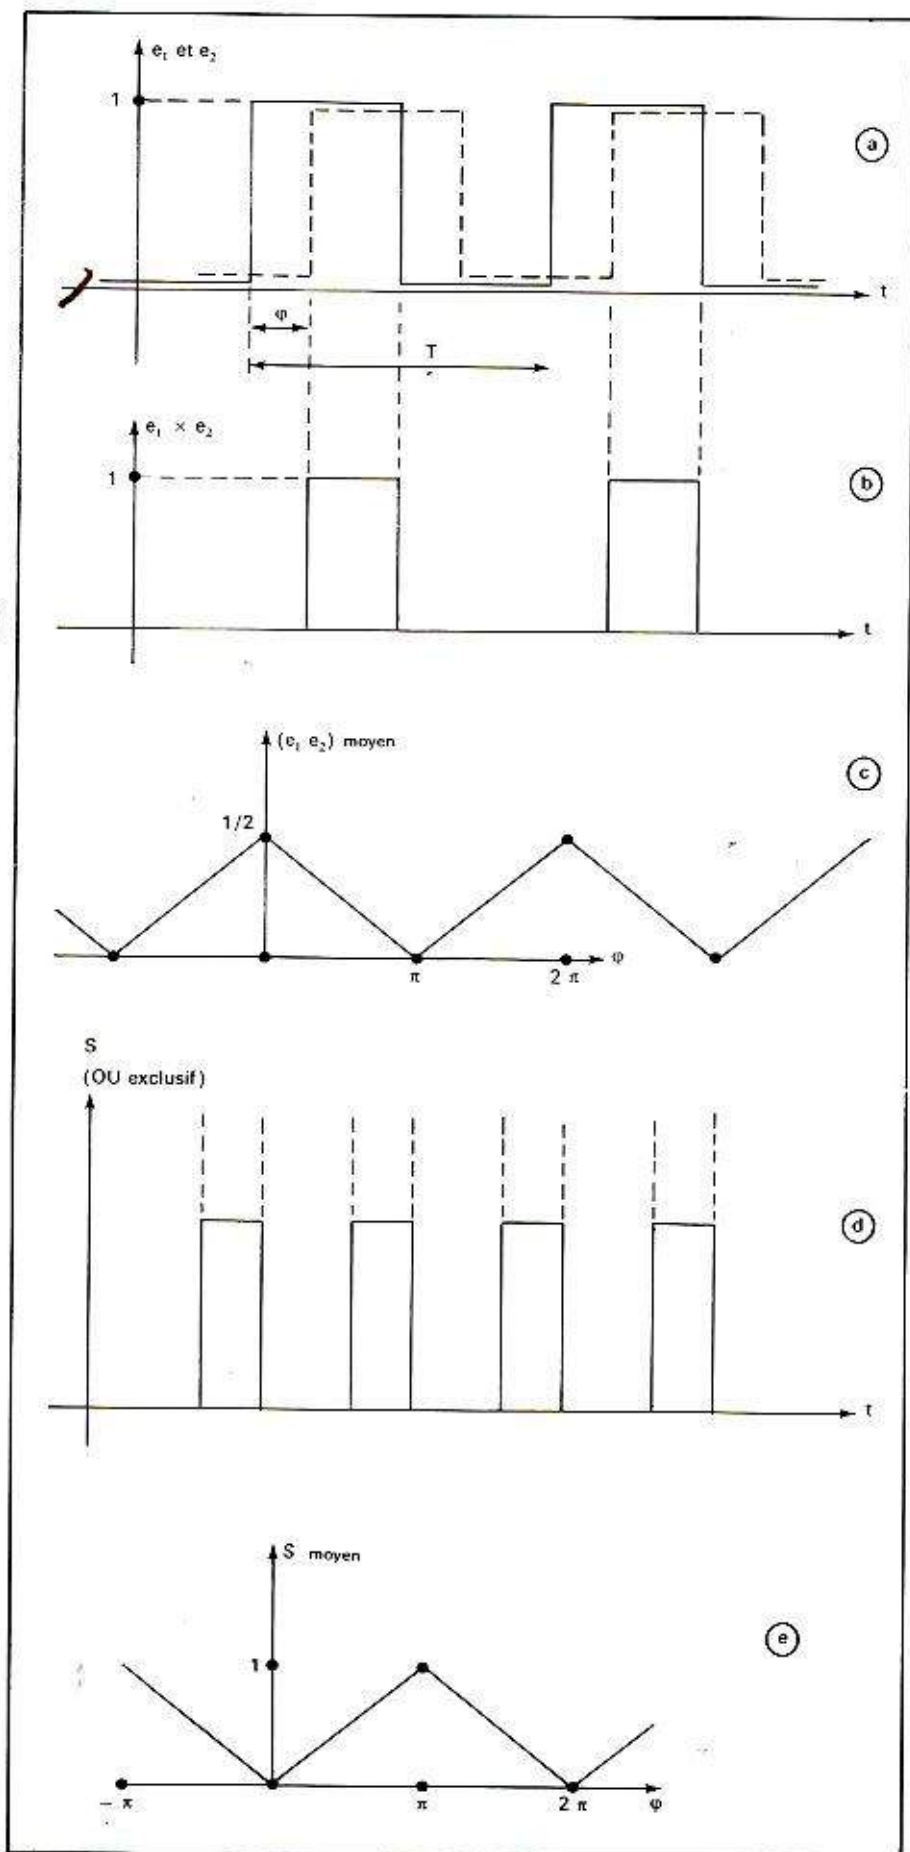 e₁ et e₂
1
ⓐ
t
φ
T
e₁ × e₂
1
ⓑ
t
(e₁ e₂) moyen
ⓒ
1/2
φ
π
2 π
S
(OU exclusif)
ⓓ
t
S moyen
ⓔ
1
– π
π
2 π
φ